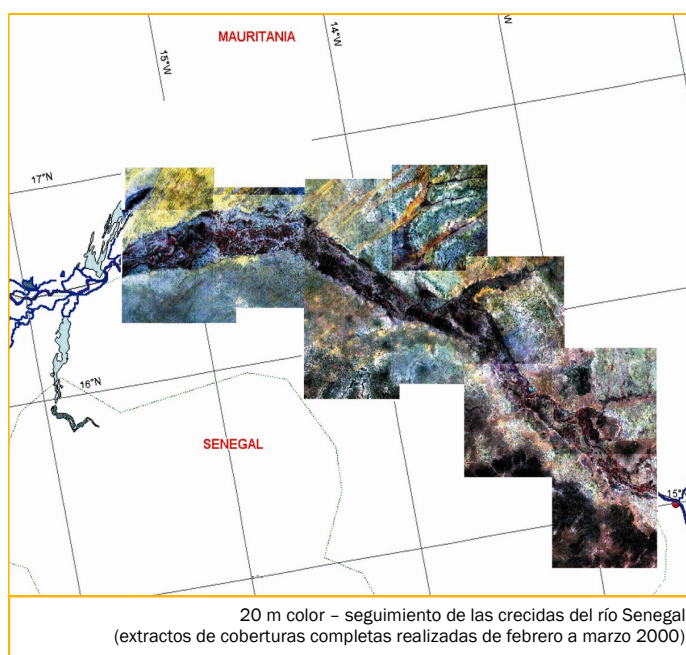 MAURITANIA
15°W
14°W
°W
17°N
16°N
SENEGAL
15°
20 m color – seguimiento de las crecidas del río Senegal
(extractos de coberturas completas realizadas de febrero a marzo 2000)